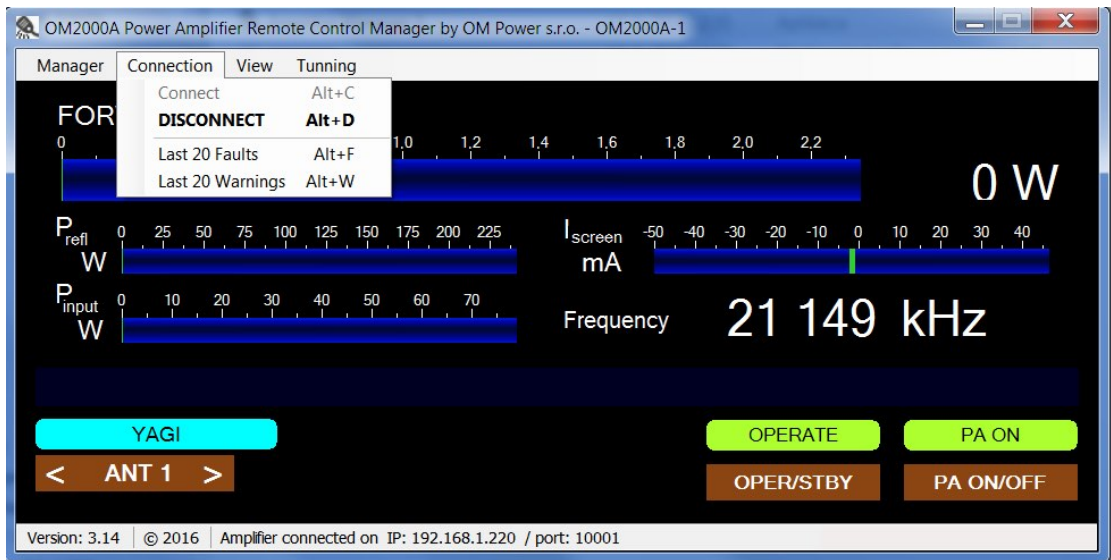 OM2000A Power Amplifier Remote Control Manager by OM Power s.r.o. - OM2000A-1
Manager Connection View Tunning
Connect Alt+C
DISCONNECT Alt+D
Last 20 Faults Alt+F
Last 20 Warnings Alt+W
FOR
0 1,0 1,2 1,4 1,6 1,8 2,0 2,2
0 W
Prefl W 0 25 50 75 100 125 150 175 200 225
Iscreen mA -50 -40 -30 -20 -10 0 10 20 30 40
Pinput W 0 10 20 30 40 50 60 70
Frequency 21 149 kHz
YAGI OPERATE PA ON
< ANT 1 > OPER/STBY PA ON/OFF
Version: 3.14 © 2016 Amplifier connected on IP: 192.168.1.220 / port: 10001